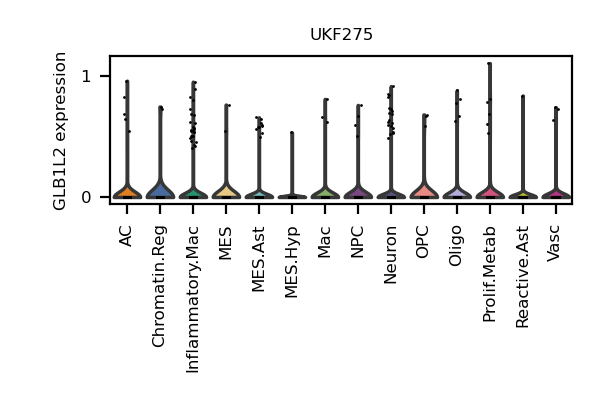 UKF275
GLB1L2 expression
1
0
AC
Chromatin.Reg
Inflammatory.Mac
MES
MES.Ast
MES.Hyp
Mac
NPC
Neuron
OPC
Oligo
Prolif.Metab
Reactive.Ast
Vasc